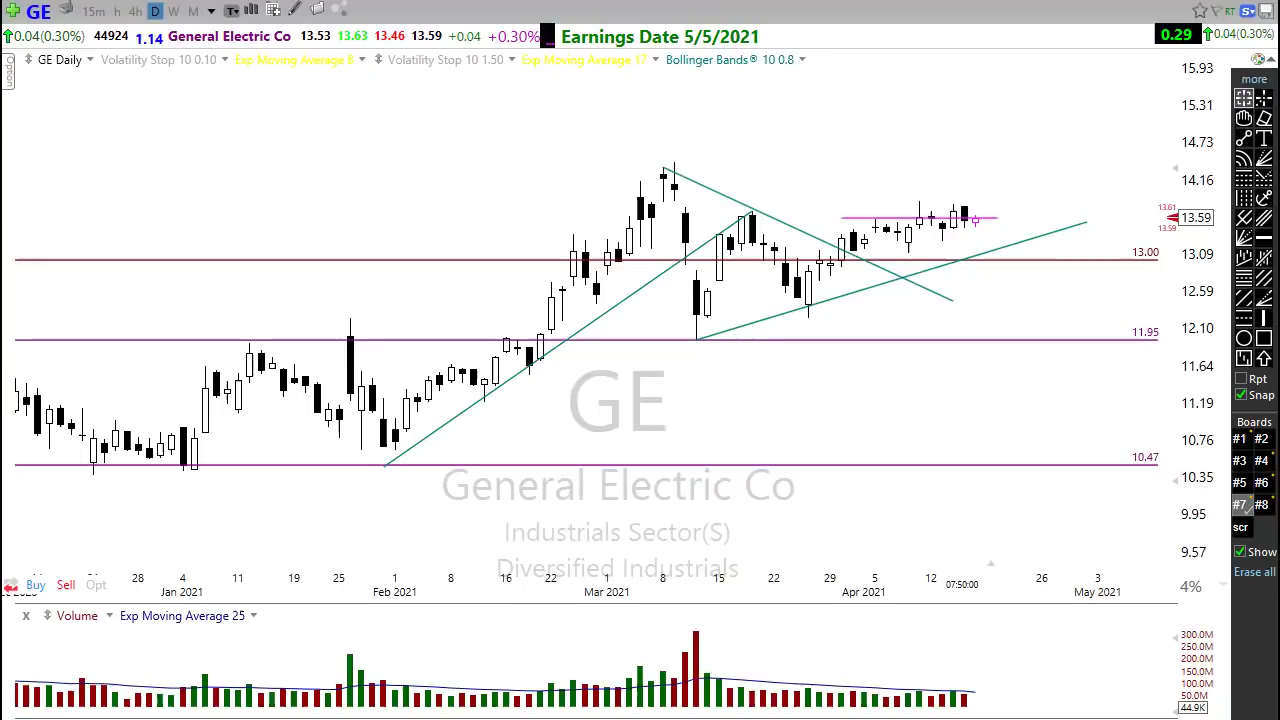 GE 15m h 4h D W M T RT S
0.04(0.30%) 44924 1.14 General Electric Co 13.53 13.63 13.46 13.59 +0.04 +0.30% Earnings Date 5/5/2021 0.29 0.04(0.30%)
Option GE Daily Volatility Stop 10 0.10 Exp Moving Average 8 Volatility Stop 10 1.50 Exp Moving Average 17 Bollinger Bands® 10 0.8
15.93
more
15.31
14.73
14.16
13.61
13.59
13.59
13.00 13.09
12.59
11.95 12.10
11.64
Rpt
Snap
11.19
Boards
#1 #2
10.76
10.47 #3 #4
10.35
#5 #6
#7 #8
9.95
scr
9.57 Show
Erase all
GE
General Electric Co
Industrials Sector(S)
Diversified Industrials
Buy Sell Opt 28 4 11 19 25 1 8 16 22 1 8 15 22 29 5 12 07:50:00 26 3 4%
Jan 2021 Feb 2021 Mar 2021 Apr 2021 May 2021
x Volume Exp Moving Average 25
300.0M
250.0M
200.0M
150.0M
100.0M
50.0M
44.9K